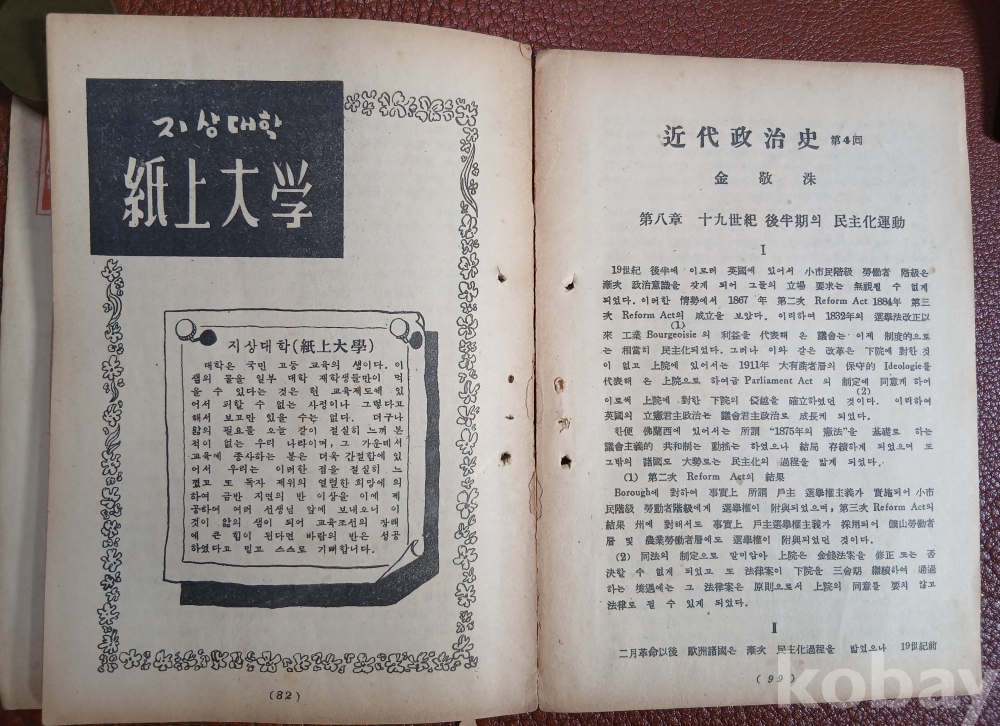 지상대학
紙上大学
지상대학(紙上大學)
대학은 국민 고등 교육의 샘이다. 이
샘의 물을 일부 대학 재학생들만이 먹
을 수 있다는 것은 현 교육제도에 있
어서 피할 수 없는 사정이나 그렇다고
해서 보고만 있을 수는 없다. 더구나
앎의 필요를 오늘 같이 절실히 느껴 본
적이 없는 우리 나라이며, 그 가운데서
교육에 종사하는 본은 더욱 간절함에 있
어서 우리는 이러한 점을 절실히 느
꼈고 또 독자 제위의 열렬한 희망에 의
하여 금반 지면의 반 이상을 이에 제
공하여 여러 선생님 앞에 보내오니 이
것이 앎의 샘이 되어 교육조선의 장래
에 큰 힘이 된다면 바람의 반은 성공
하였다고 믿고 스스로 기뻐합니다.
(82)
近代政治史 第4回
金敬洙
第八章 十九世紀 後半期의 民主化運動
I
19世紀 後半에 이르러 英國에 있어서 小市民階級 勞働者 階級은
漸次 政治意識을 갖게 되어 그들의 立場 要求는 無視될 수 없게
되었다. 이러한 情勢에서 1867 年 第二次 Reform Act 1884年 第三
次 Reform Act의 成立을 보았다. 이리하여 1832年의 選擧法改正以
(1)
來 工業 Bourgeoisie의 利益을 代表해 온 議會는 이제 制度的으로
는 相當히 民主化되었다. 그러나 이와 같은 改革은 下院에 對한것
이 없고 上院에 있어서는 1911年 大有產者層의 保守的 Ideologie를
代表해 온 上院으로 하여금 Parliament Act 의 制定에 同意케 하여
(2)
이로써 上院에 對한 下院의 優越을 確立하였던 것이다. 이리하여
英國의 立憲君主政治는 議會君主政治로 成長케 되었다.
한편 佛蘭西에 있어서는 所謂 “1875年의 憲法”을 基礎로 하는
議會主義的 共和制는 動搖는 하였으나 結局 存續하게 되었으며 또
그밖의 諸國도 大勢로는 民主化의 過程을 밟게 되었다.
(1) 第二次 Reform Act의 結果
Borough에 對하여 事實上 所謂 戶主 選擧權主義가 實施되어 小市
民階級 勞動者階級에게 選擧權이 附與되었으며, 第三次 Reform Act의
結果 州에 對해서도 事實上 戶主選擧權主義가 採用되어 鑛山勞働者
層 및 農業勞働者層에도 選擧權이 附與되었던 것이다.
(2) 同法의 制定으로 말미암아 上院은 金錢法案을 修正 또는 否
決할 수 없게 되었고 또 法律案이 下院을 三會期 繼續하여 通過
하는 境遇에는 그 法律案은 原則으로서 上院의 同意를 要치 않고
法律로 될 수 있게 되었다.
II
二月革命以後 歐洲諸國은 漸次 民主化過程을 밟었으나 19世紀前
(99)
kobay